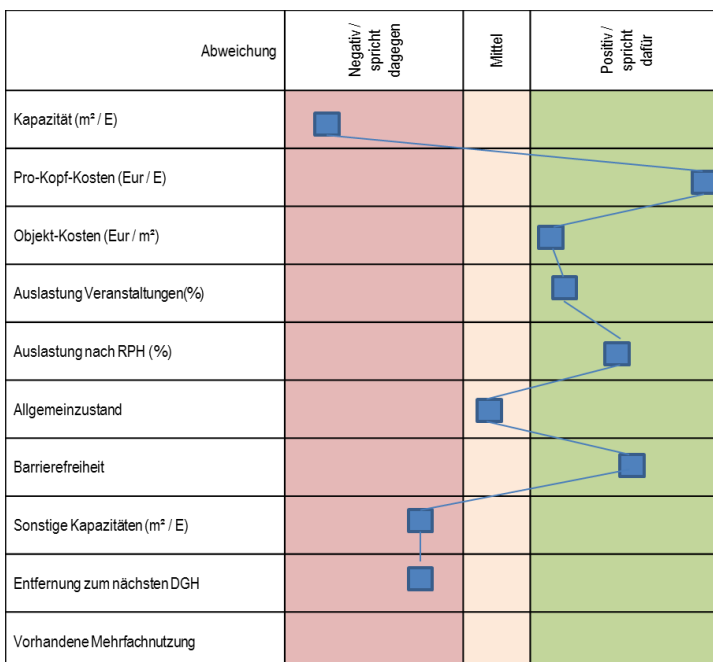 Abweichung
Negativ /
spricht
dagegen
Mittel
Positiv /
spricht
dafür
Kapazität (m² / E)
Pro-Kopf-Kosten (Eur / E)
Objekt-Kosten (Eur / m²)
Auslastung Veranstaltungen(%)
Auslastung nach RPH (%)
Allgemeinzustand
Barrierefreiheit
Sonstige Kapazitäten (m² / E)
Entfernung zum nächsten DGH
Vorhandene Mehrfachnutzung